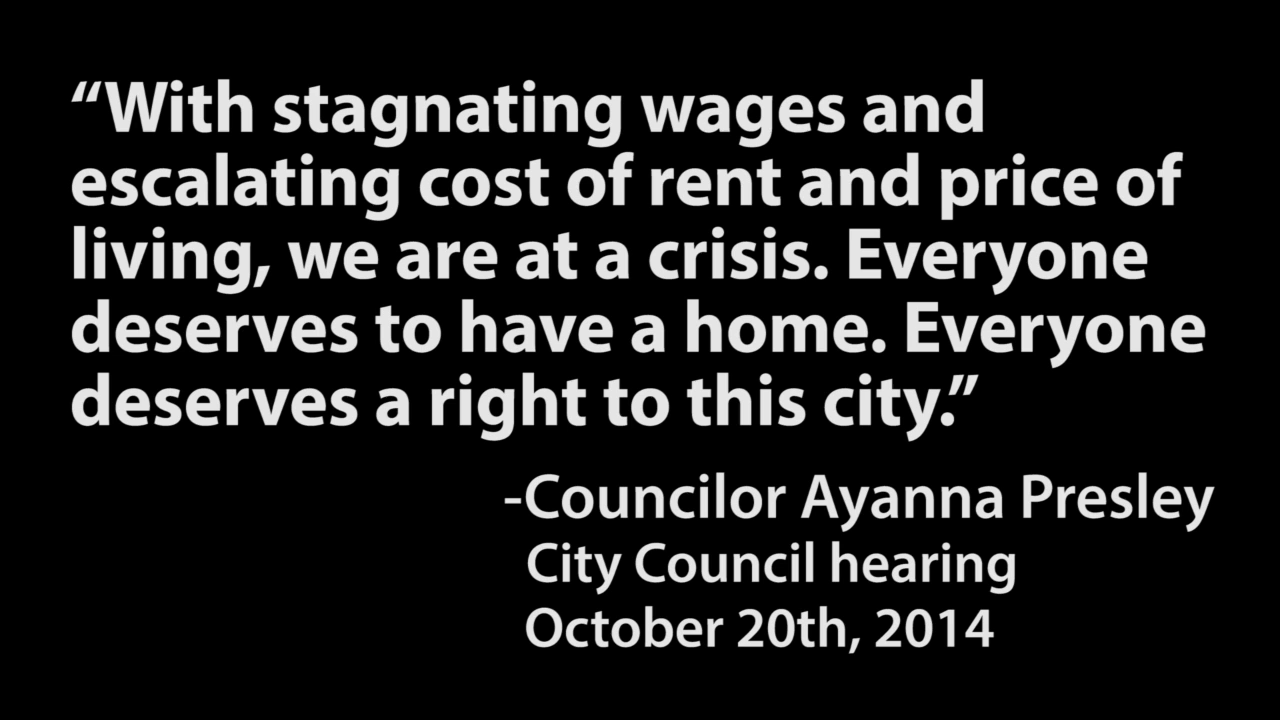 “With stagnating wages and
escalating cost of rent and price of
living, we are at a crisis. Everyone
deserves to have a home. Everyone
deserves a right to this city.”
-Councilor Ayanna Presley
City Council hearing
October 20th, 2014